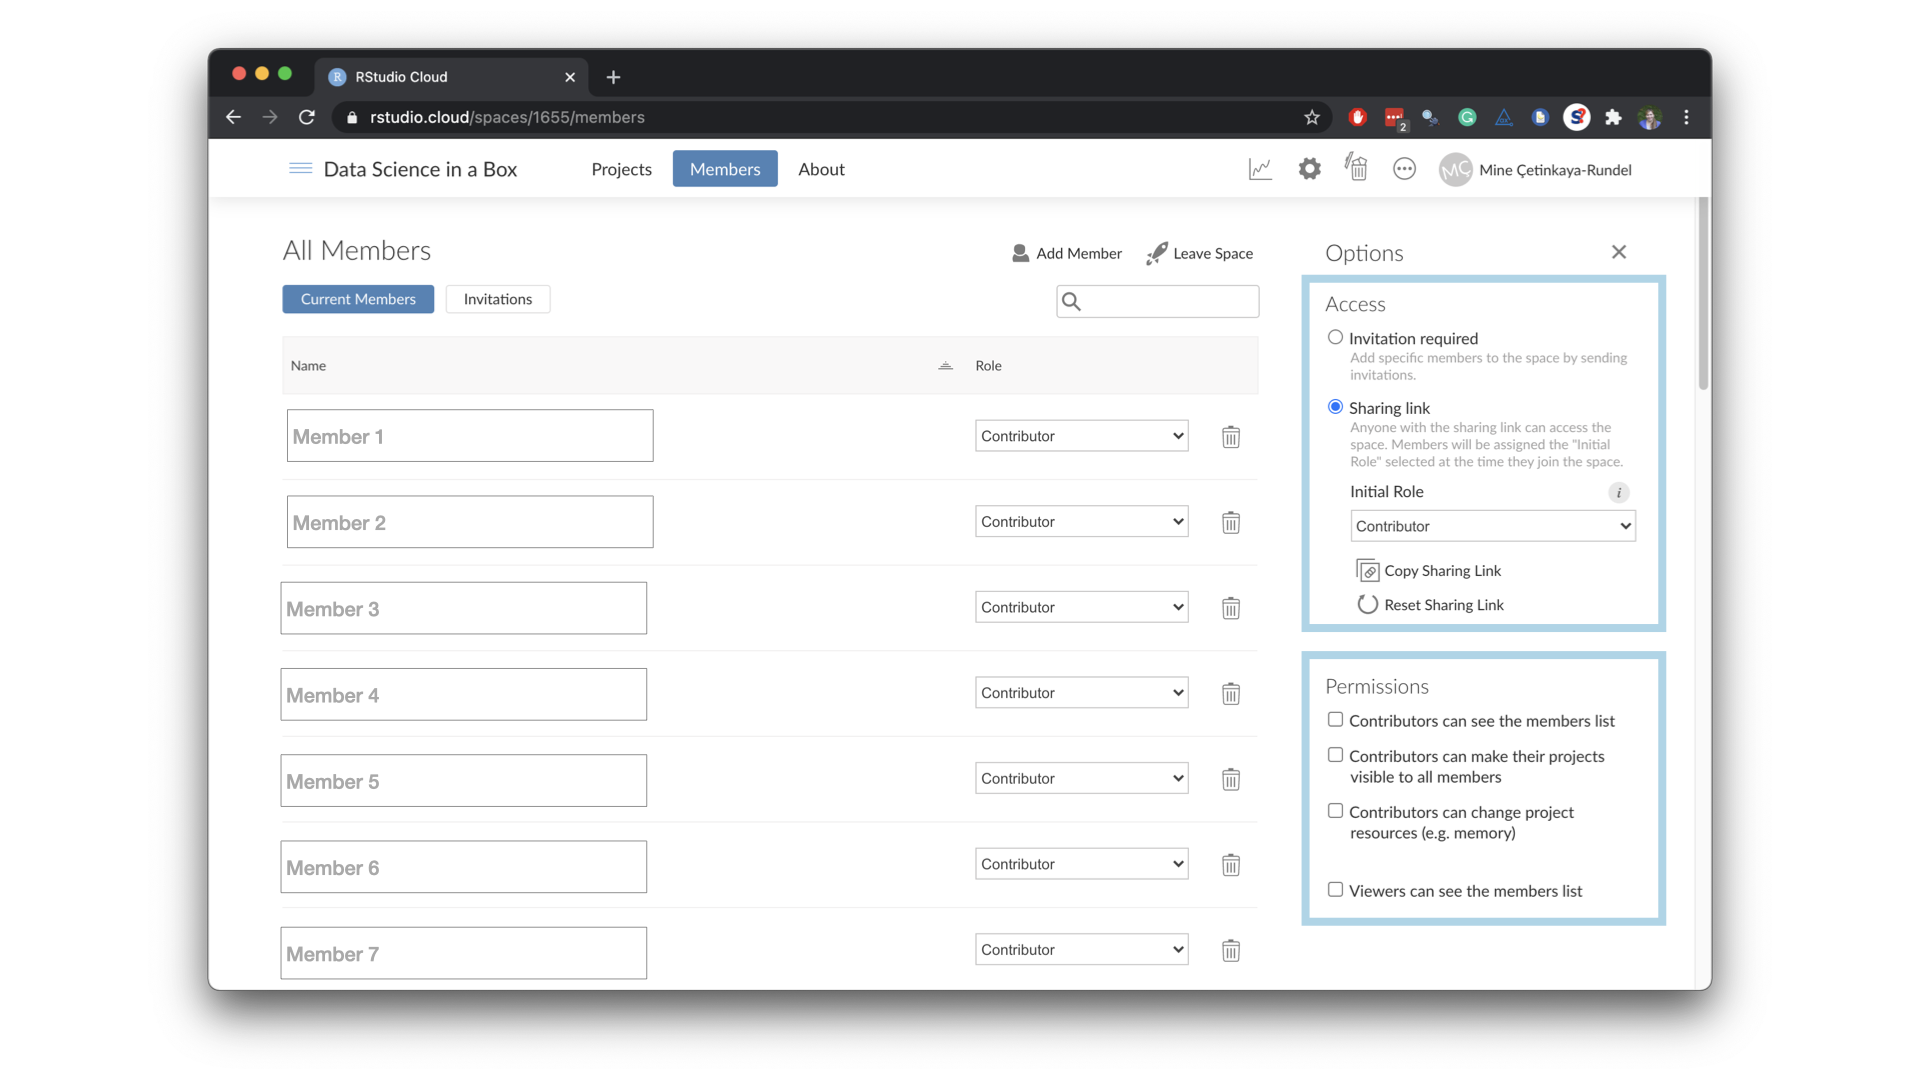 RStudio Cloud
rstudio.cloud/spaces/1655/members
2
Data Science in a Box
Projects
Members
About
MÇ
Mine Çetinkaya-Rundel
All Members
Add Member
Leave Space
Current Members
Invitations
Name
Role
Member 1
Contributor
Member 2
Contributor
Member 3
Contributor
Member 4
Contributor
Member 5
Contributor
Member 6
Contributor
Member 7
Contributor
Options
Access
Invitation required
Add specific members to the space by sending
invitations.
Sharing link
Anyone with the sharing link can access the
space. Members will be assigned the "Initial
Role" selected at the time they join the space.
Initial Role
i
Contributor
Copy Sharing Link
Reset Sharing Link
Permissions
Contributors can see the members list
Contributors can make their projects
visible to all members
Contributors can change project
resources (e.g. memory)
Viewers can see the members list